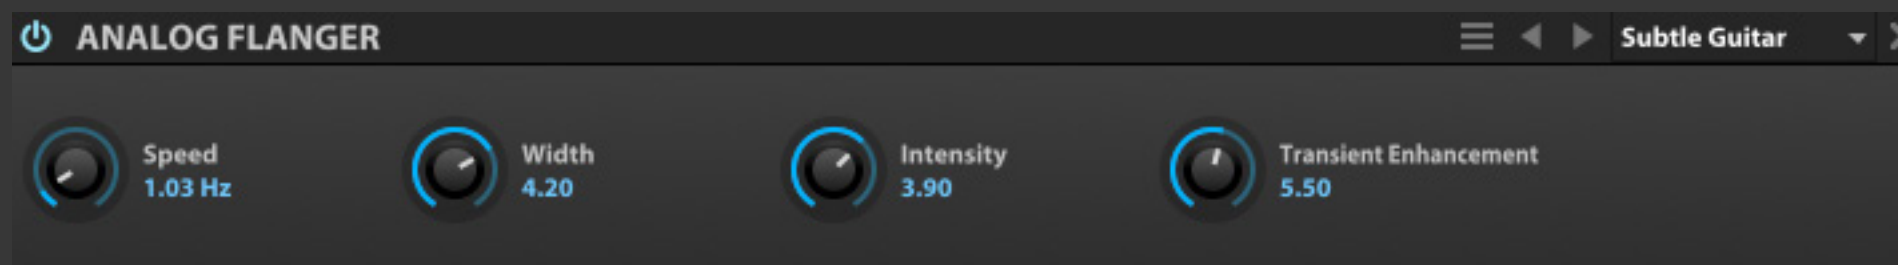 ANALOG FLANGER
Subtle Guitar
Speed
1.03 Hz
Width
4.20
Intensity
3.90
Transient Enhancement
5.50